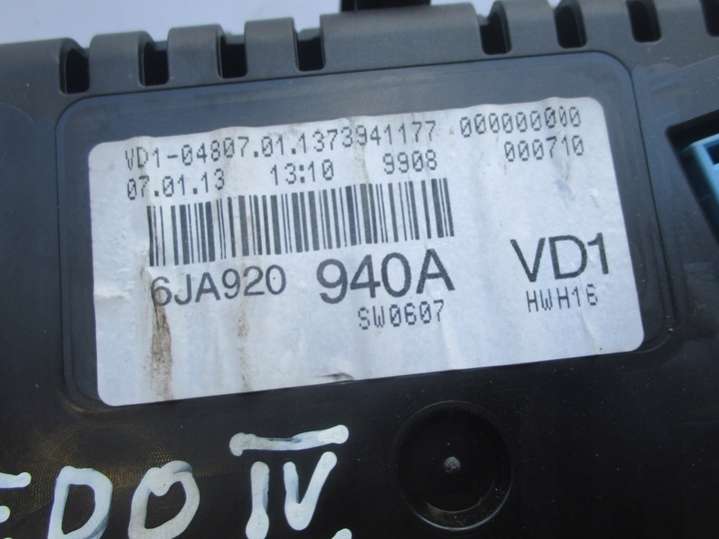 VD1-04807.01.1373941177 000000000
07.01.13 13:10 9908 000710
6JA920 940A VD1
SW0607 HWH16
EDO IV